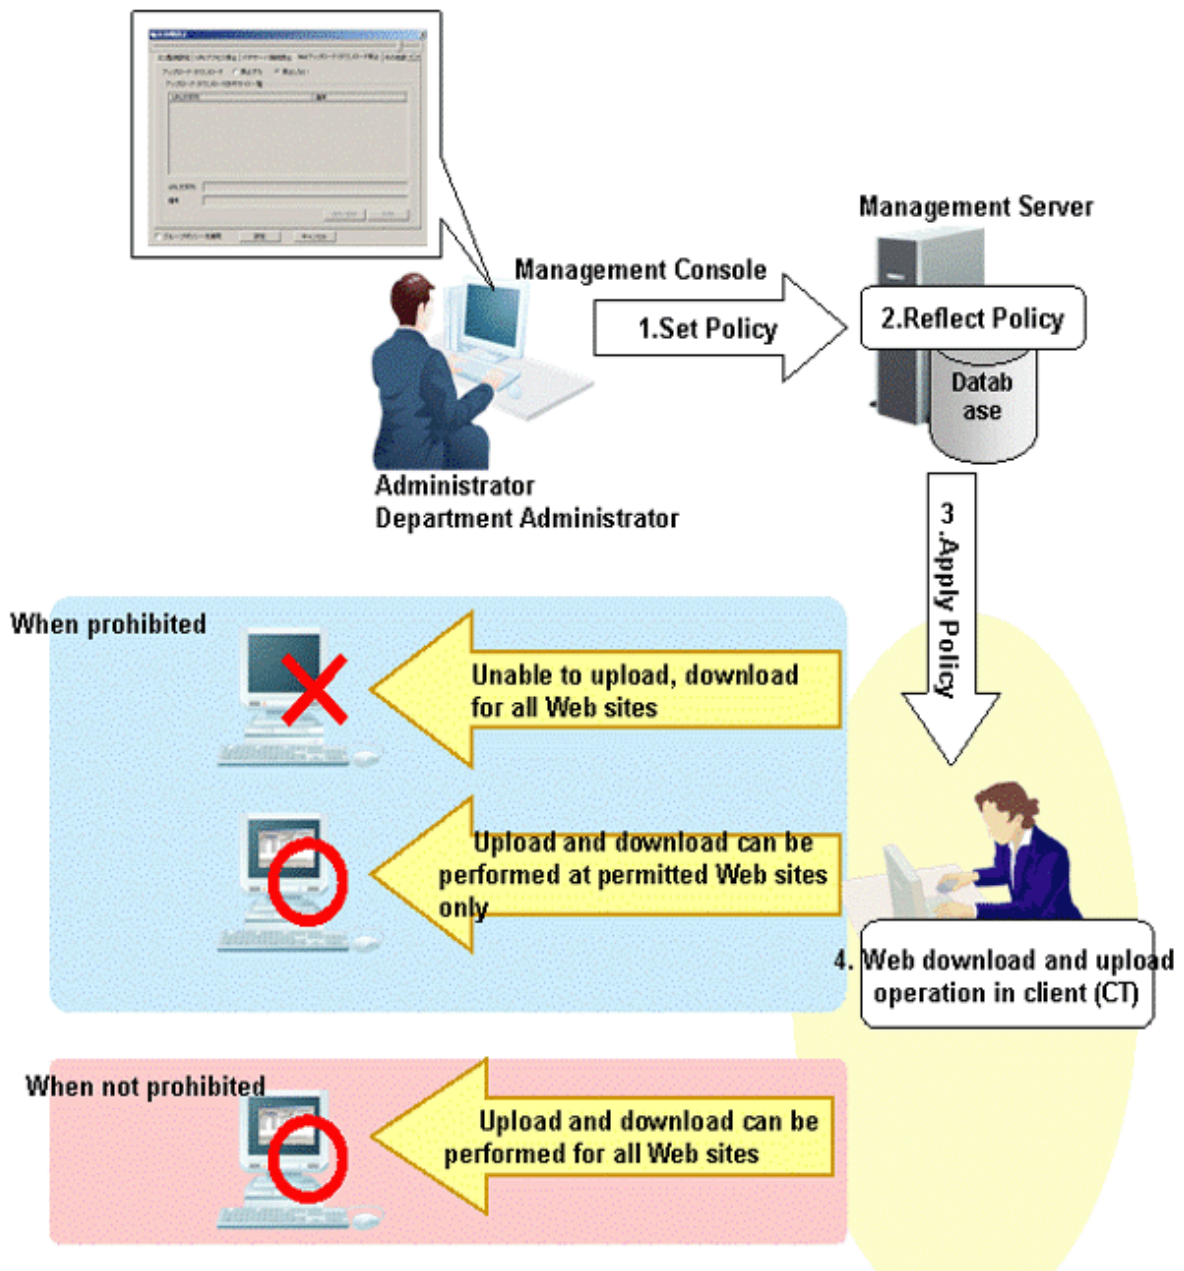 Management Server
Management Console
1.Set Policy
2.Reflect Policy
Datab
ase
Administrator
Department Administrator
3
.Apply Policy
When prohibited
Unable to upload, download
for all Web sites
Upload and download can be
performed at permitted Web sites
only
4. Web download and upload
operation in client (CT)
When not prohibited
Upload and download can be
performed for all Web sites